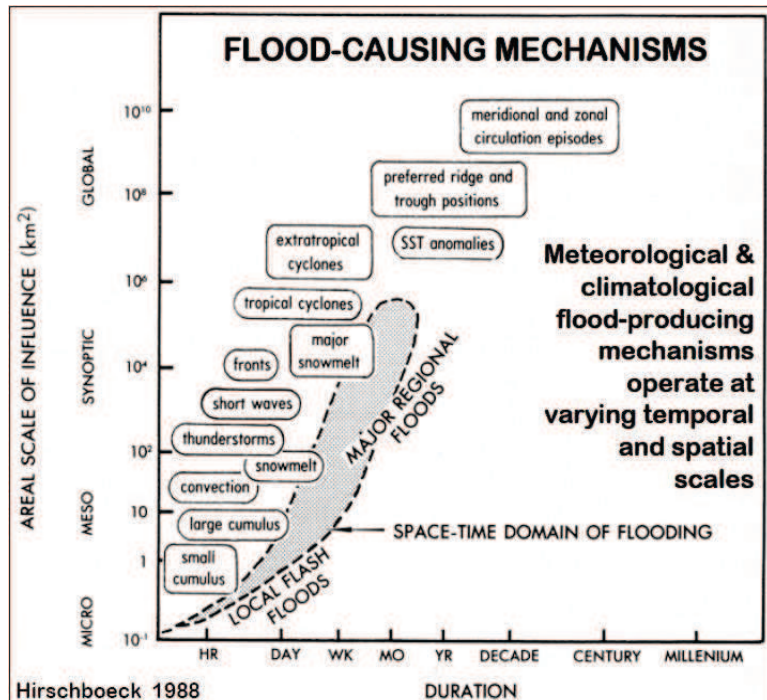 FLOOD-CAUSING MECHANISMS
AREAL SCALE OF INFLUENCE (km²)
GLOBAL
SYNOPTIC
MESO
MICRO
10¹⁰
10⁸
10⁶
10⁴
10²
10
1
10⁻¹
meridional and zonal
circulation episodes
preferred ridge and
trough positions
extratropical
cyclones
SST anomalies
tropical cyclones
major
snowmelt
fronts
short waves
thunderstorms
snowmelt
convection
large cumulus
small
cumulus
MAJOR REGIONAL
FLOODS
LOCAL FLASH
FLOODS
SPACE-TIME DOMAIN OF FLOODING
Meteorological &
climatological
flood-producing
mechanisms
operate at
varying temporal
and spatial
scales
HR
DAY
WK
MO
YR
DECADE
CENTURY
MILLENIUM
Hirschboeck 1988
DURATION